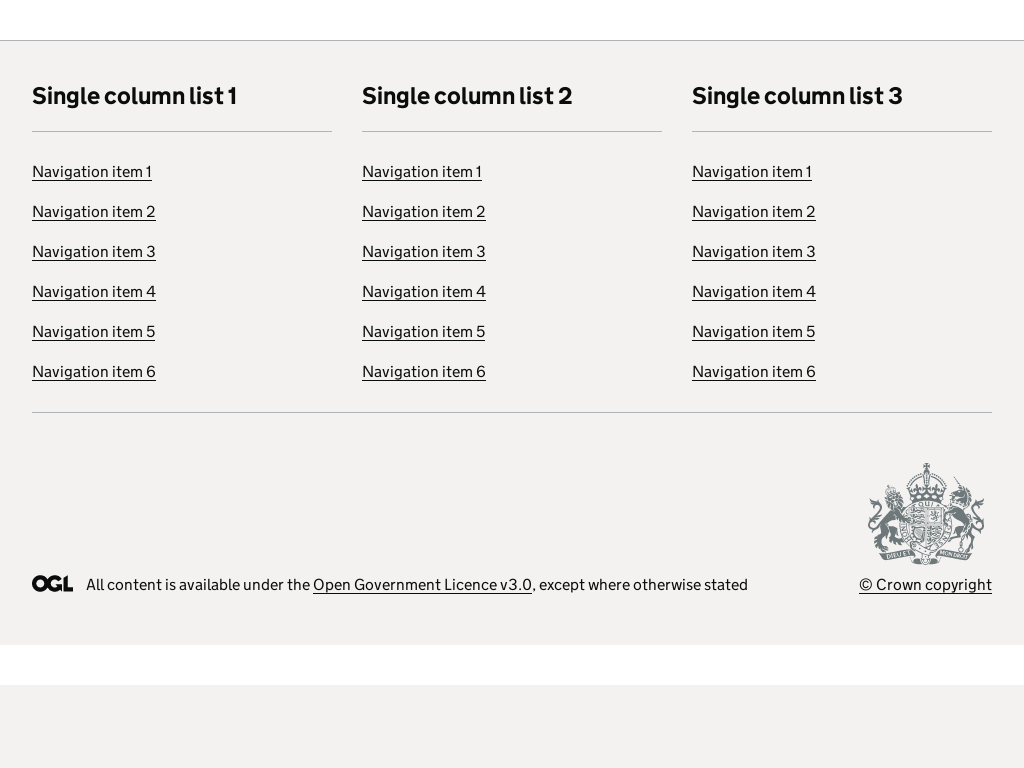 Single column list 1
Navigation item 1
Navigation item 2
Navigation item 3
Navigation item 4
Navigation item 5
Navigation item 6
Single column list 2
Navigation item 1
Navigation item 2
Navigation item 3
Navigation item 4
Navigation item 5
Navigation item 6
Single column list 3
Navigation item 1
Navigation item 2
Navigation item 3
Navigation item 4
Navigation item 5
Navigation item 6
OGL All content is available under the Open Government Licence v3.0, except where otherwise stated
DIEU ET MON DROIT
© Crown copyright